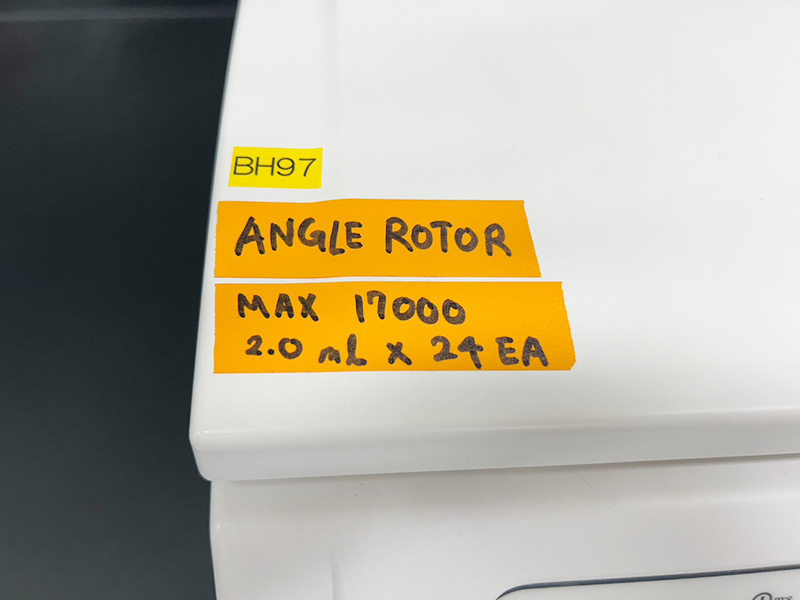 BH97
ANGLE ROTOR
MAX 17000
2.0 mL x 24 EA